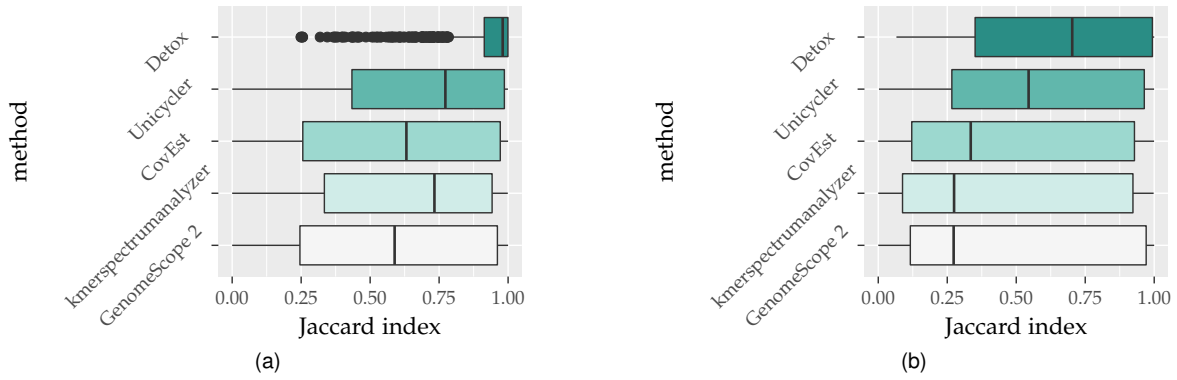 method
Detox
Unicycler
CovEst
kmerspectrumanalyzer
GenomeScope 2
0.00 0.25 0.50 0.75 1.00
Jaccard index
(a)
method
Detox
Unicycler
CovEst
kmerspectrumanalyzer
GenomeScope 2
0.00 0.25 0.50 0.75 1.00
Jaccard index
(b)